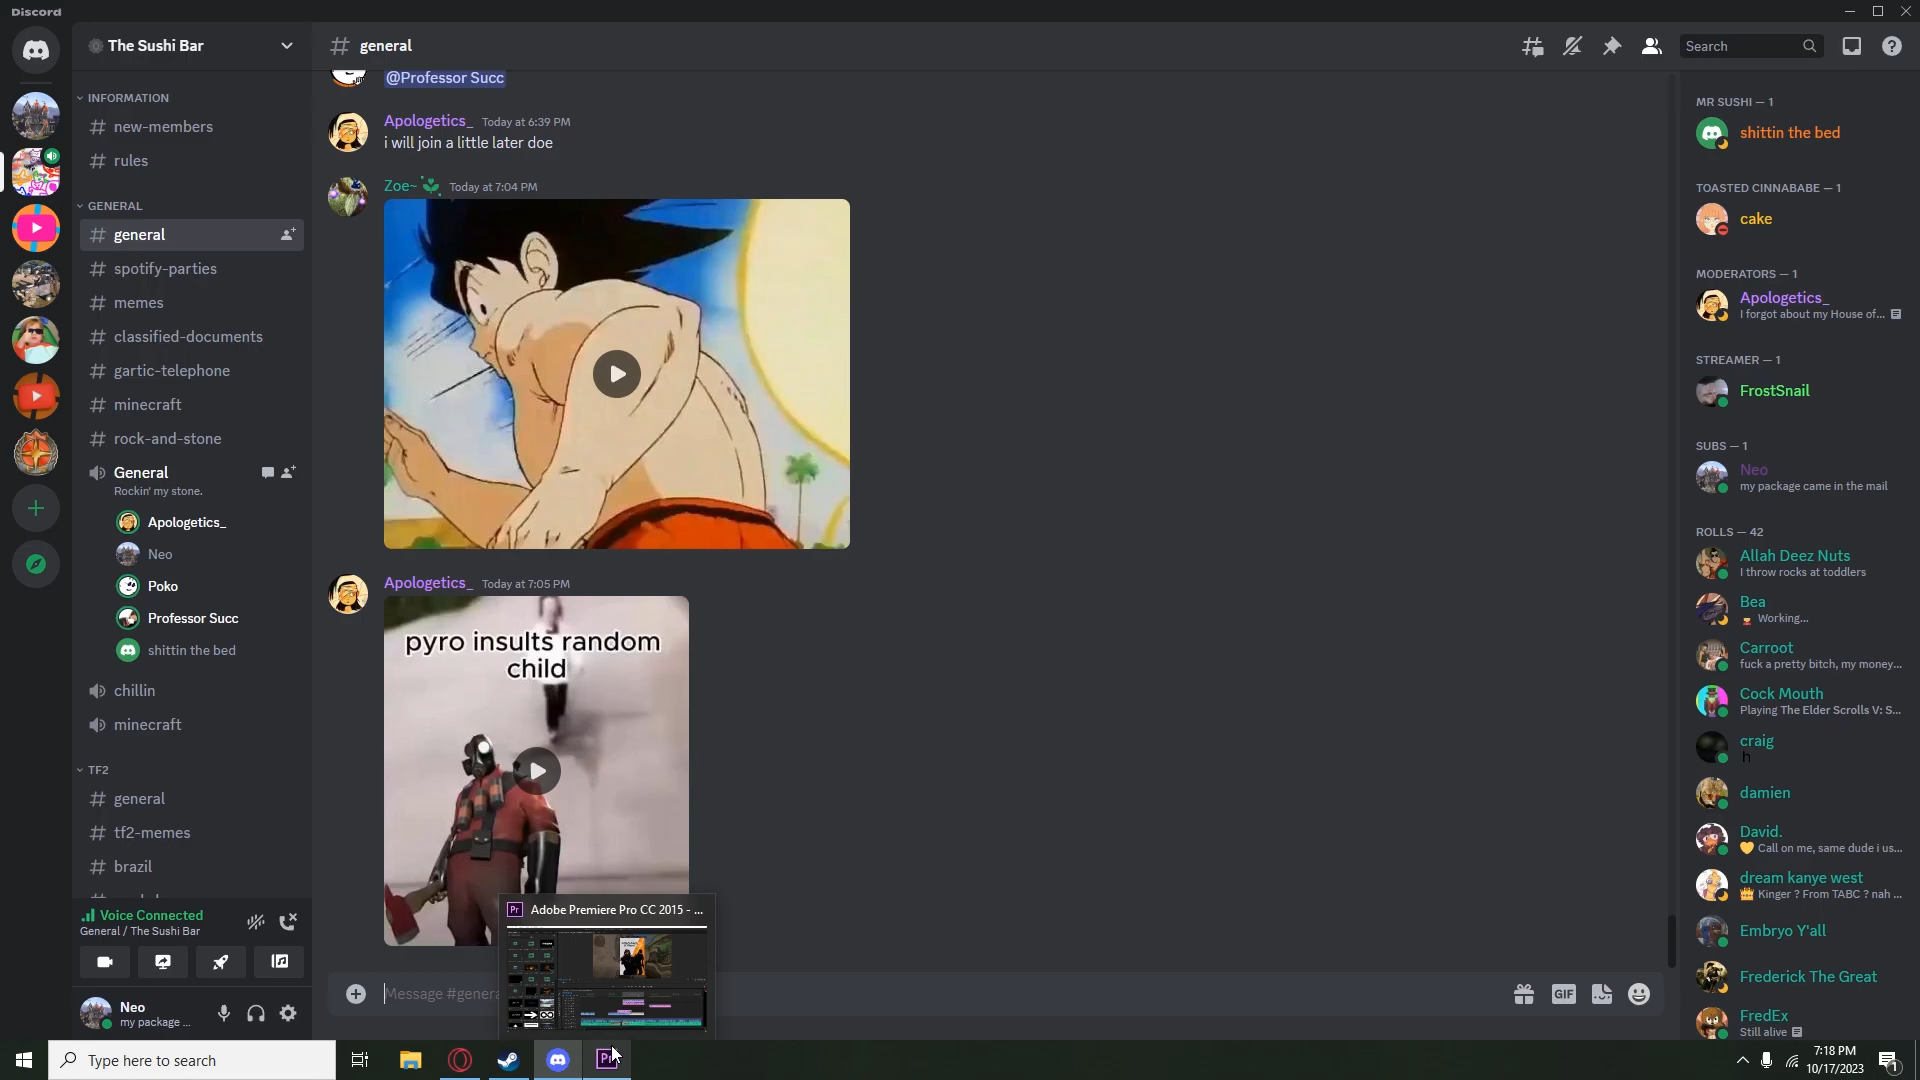 Discord
The Sushi Bar
INFORMATION
new-members
rules
GENERAL
general
spotify-parties
memes
classified-documents
gartic-telephone
minecraft
rock-and-stone
General
Rockin' my stone.
Apologetics_
Neo
Poko
Professor Succ
shittin the bed
chillin
minecraft
TF2
general
tf2-memes
brazil
Voice Connected
General / The Sushi Bar
Neo
my package ...
general
Search
@Professor Succ
Apologetics_ Today at 6:39 PM
i will join a little later doe
Zoe~ Today at 7:04 PM
Apologetics_ Today at 7:05 PM
pyro insults random
child
Pr Adobe Premiere Pro CC 2015 - ...
Message #genera
GIF
MR SUSHI — 1
shittin the bed
TOASTED CINNABABE — 1
cake
MODERATORS — 1
Apologetics_
I forgot about my House of...
STREAMER — 1
FrostSnail
SUBS — 1
Neo
my package came in the mail
ROLLS — 42
Allah Deez Nuts
I throw rocks at toddlers
Bea
Working...
Carroot
fuck a pretty bitch, my money...
Cock Mouth
Playing The Elder Scrolls V: S...
craig
h
damien
David.
Call on me, same dude i us...
dream kanye west
Kinger ? From TABC ? nah ...
Embryo Y'all
Frederick The Great
FredEx
Still alive
Type here to search
Pr
7:18 PM
10/17/2023
1